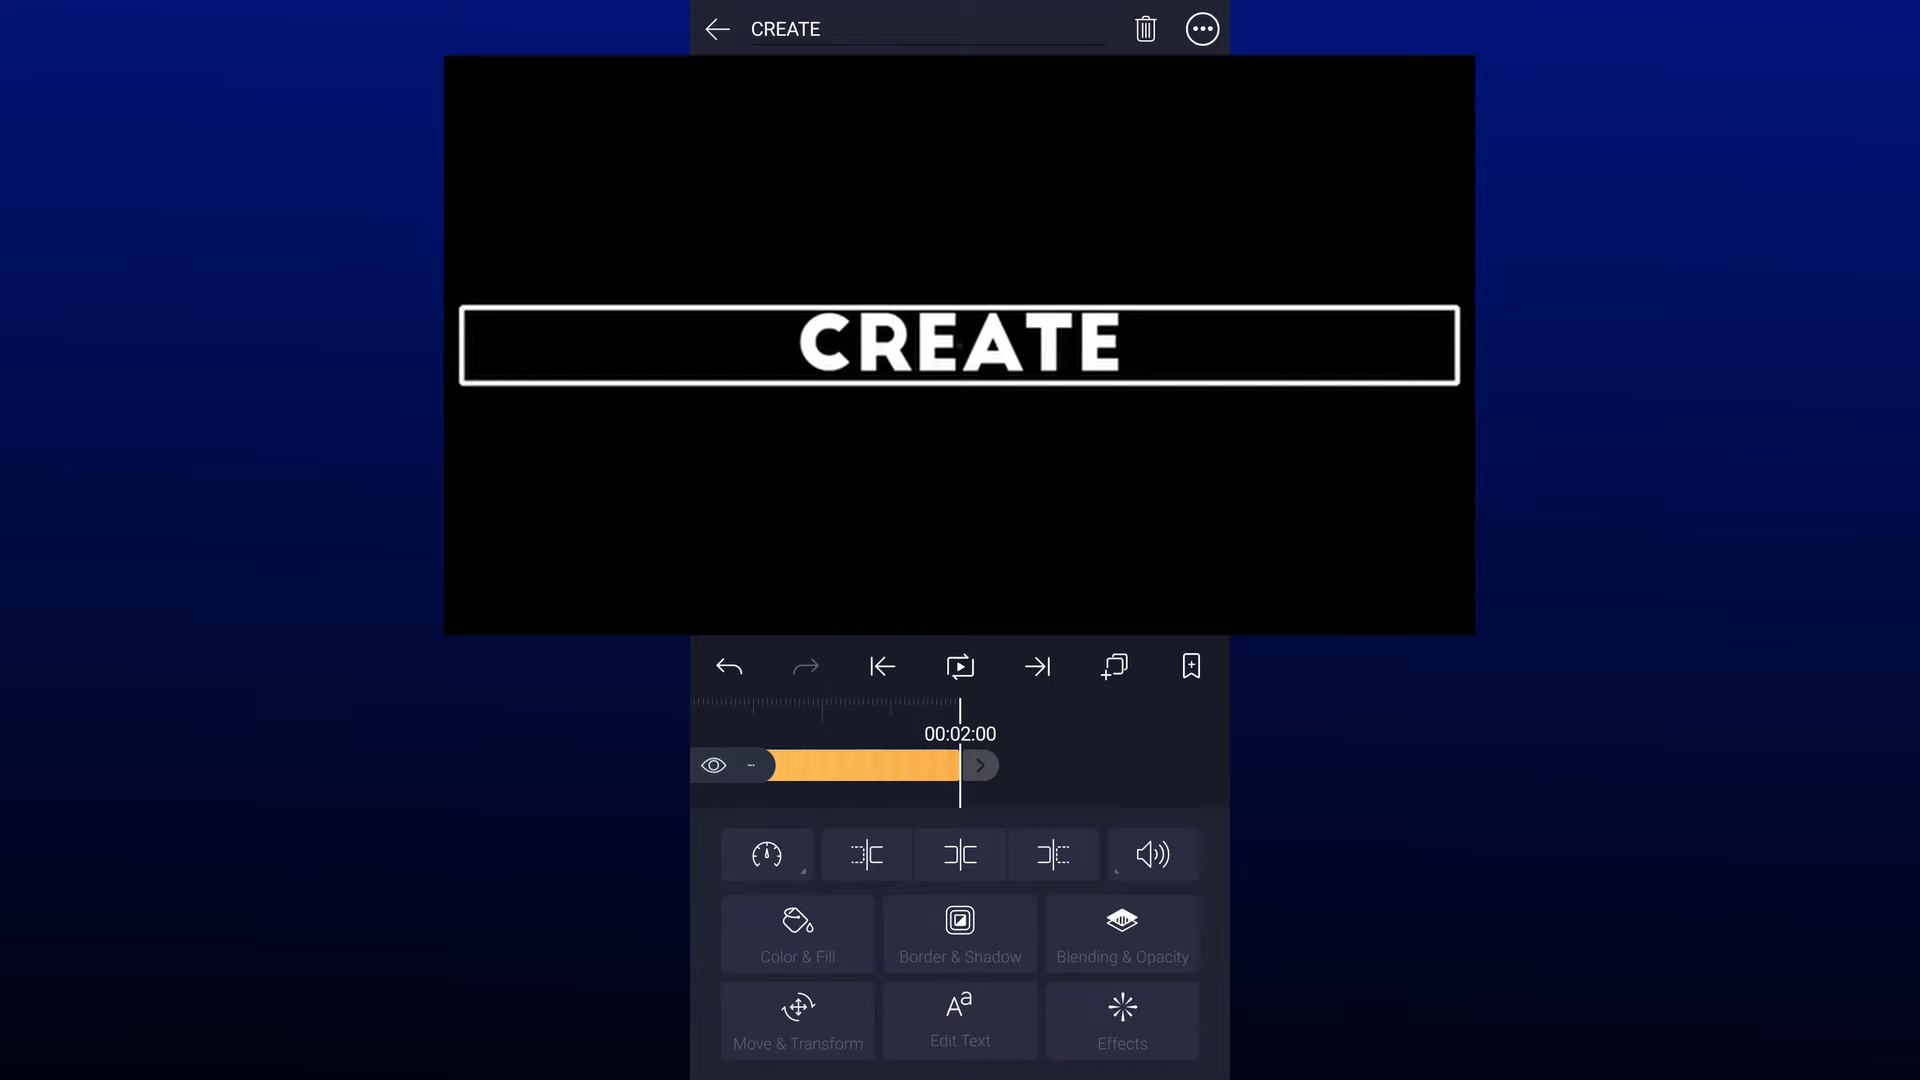 CREATE
CREATE
00:02:00
Color & Fill
Border & Shadow
Blending & Opacity
Move & Transform
Edit Text
Effects